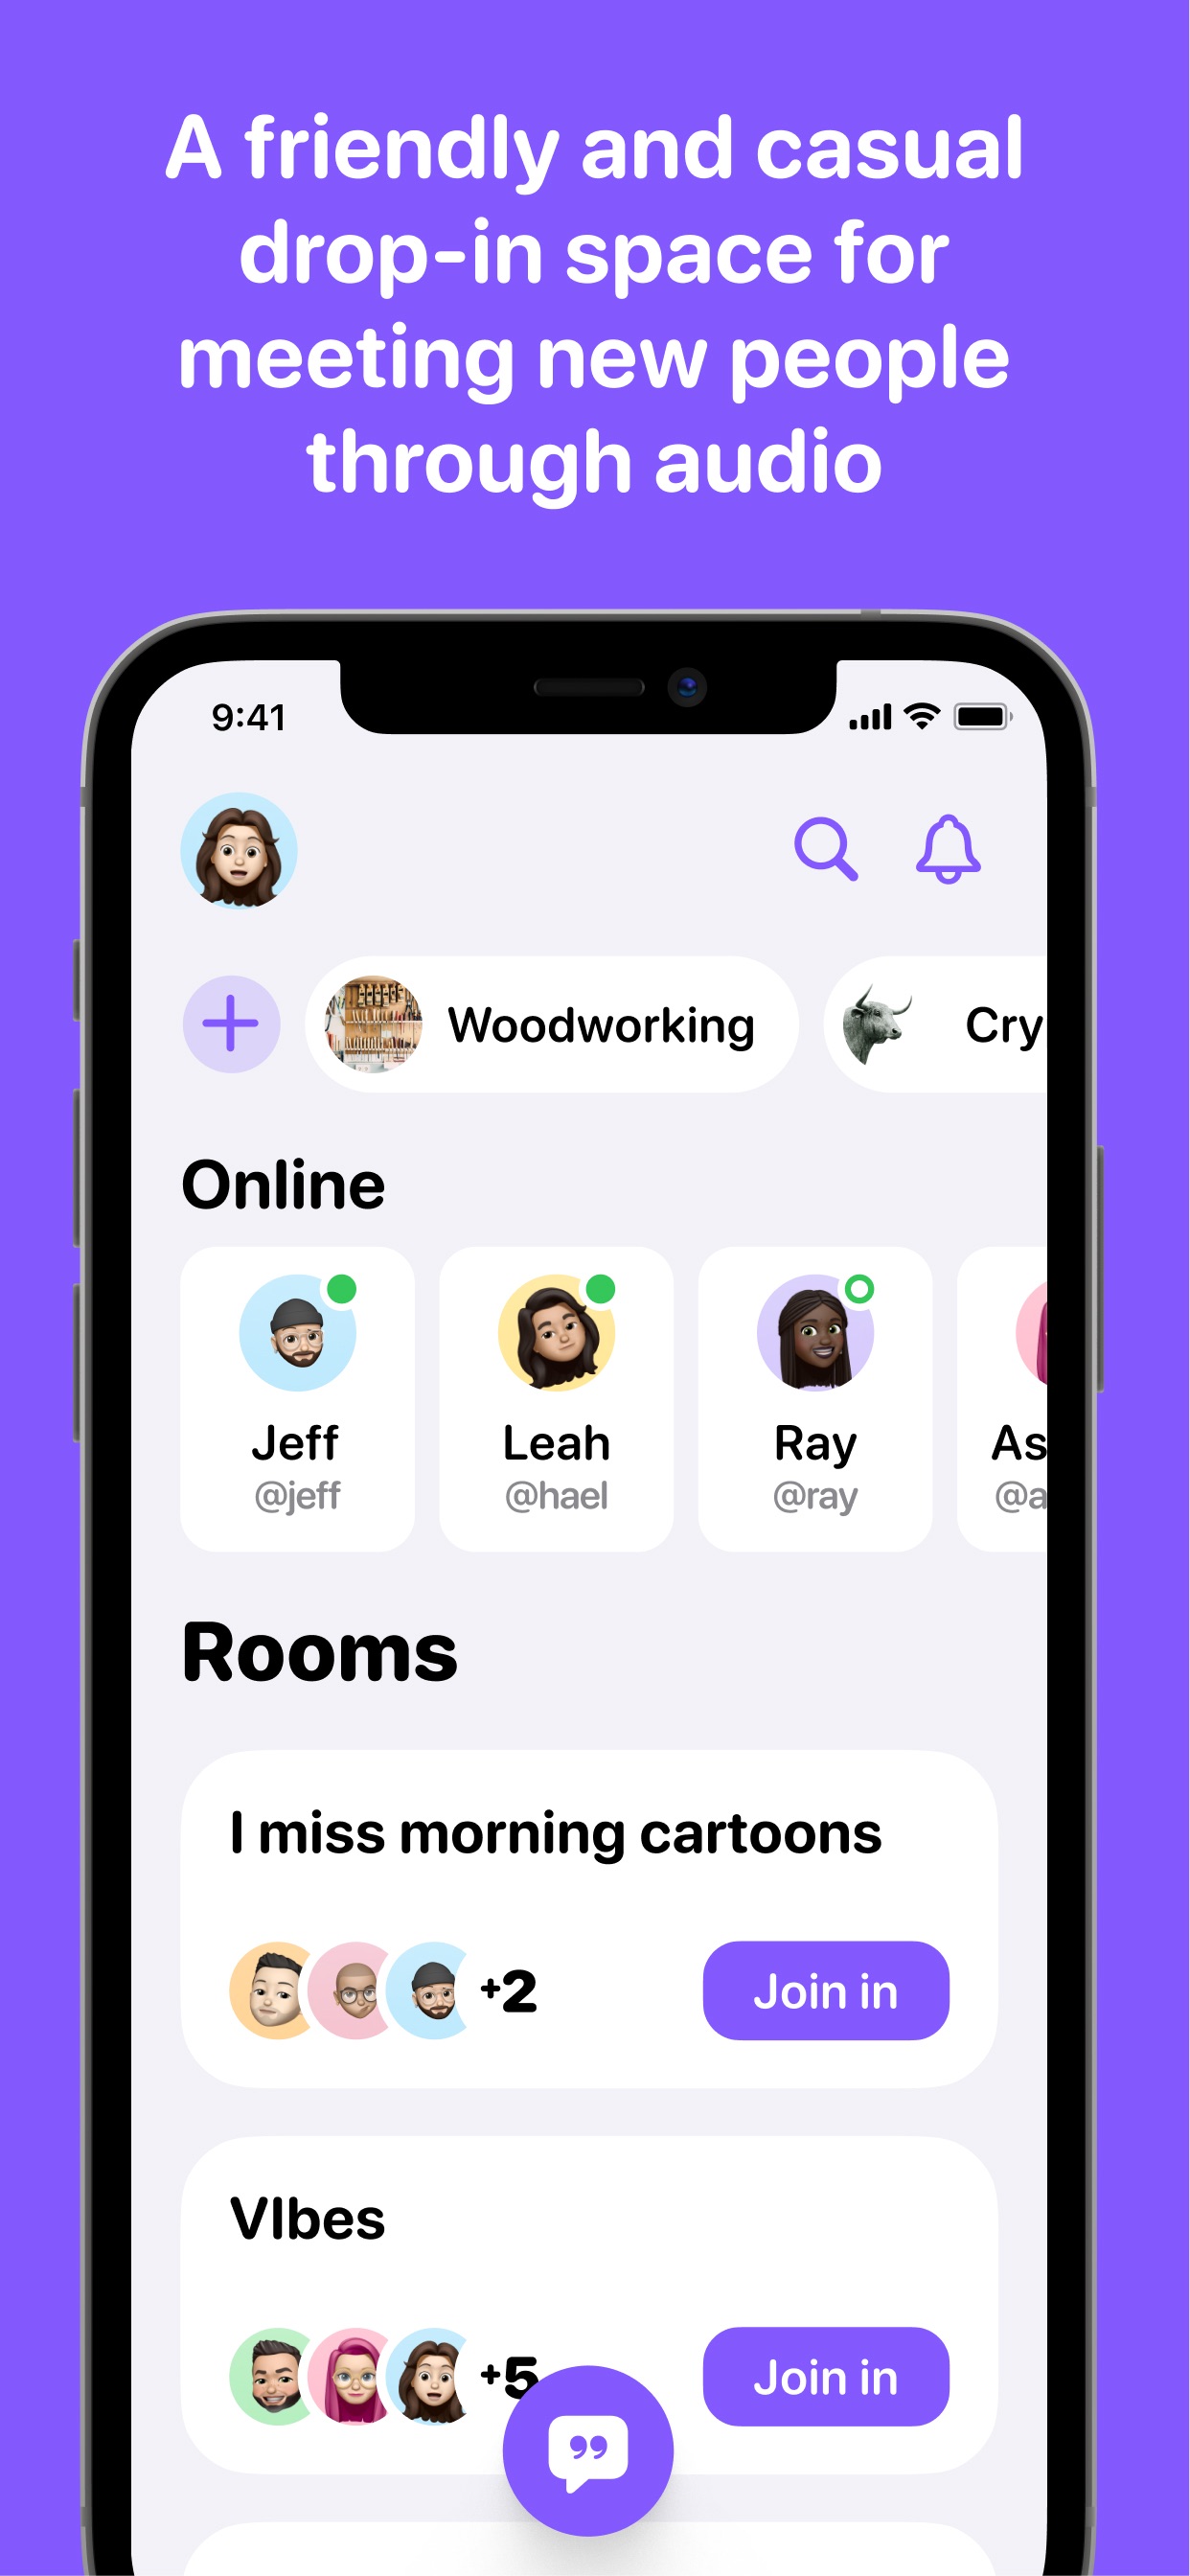 A friendly and casual
drop-in space for
meeting new people
through audio
9:41
Woodworking
Cry
Online
Jeff
@jeff
Leah
@hael
Ray
@ray
As
@a
Rooms
I miss morning cartoons
+2
Join in
VIbes
+5
Join in